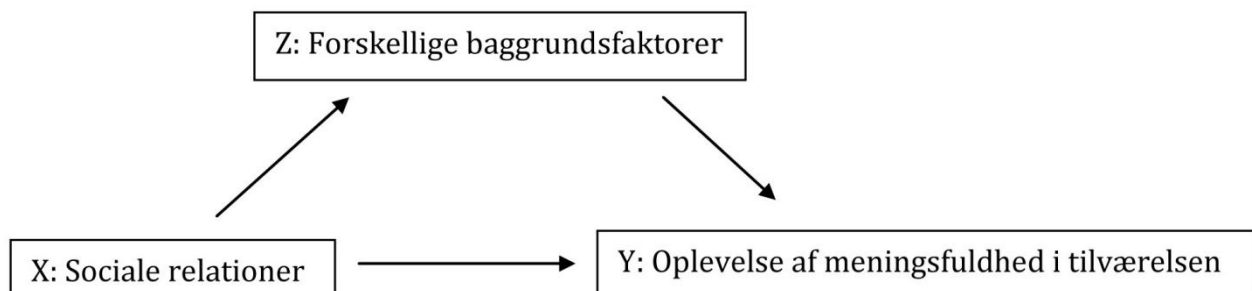 Z: Forskellige baggrundsfaktorer
X: Sociale relationer
Y: Oplevelse af meningsfuldhed i tilværelsen